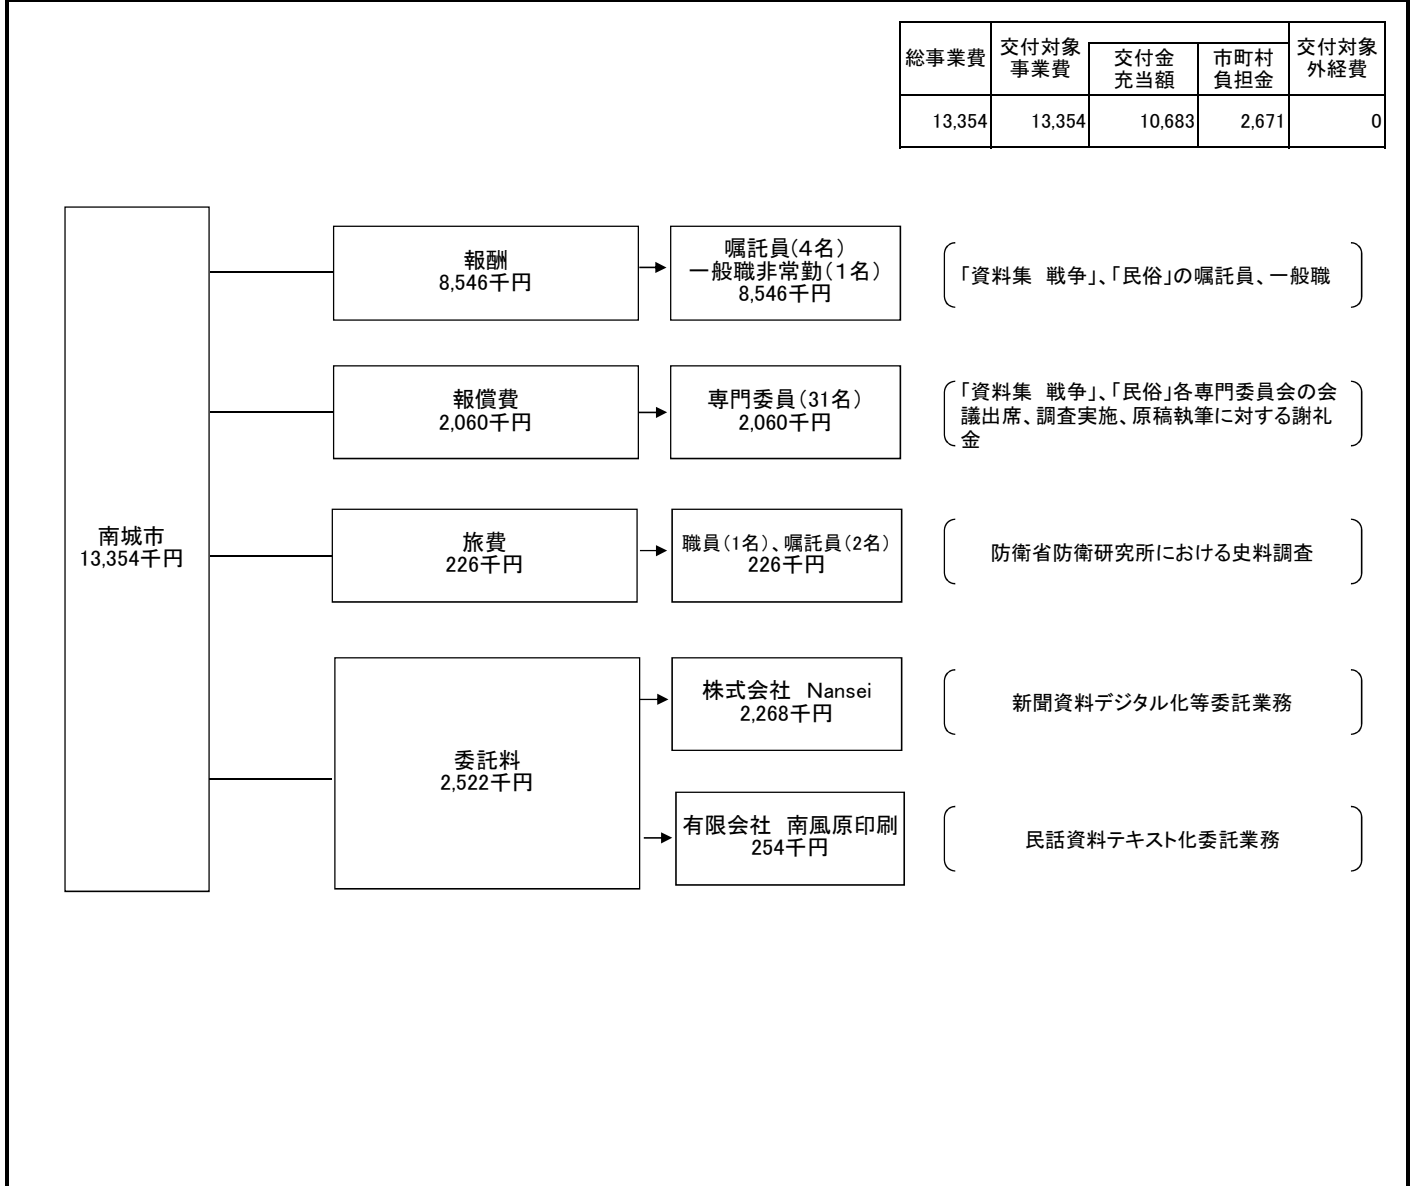 総事業費
交付対象
事業費
交付金
充当額
市町村
負担金
交付対象
外経費
13,354
13,354
10,683
2,671
0
南城市
13,354千円
報酬
8,546千円
嘱託員（４名）
一般職非常勤（１名）
8,546千円
「資料集　戦争」、「民俗」の嘱託員、一般職
報償費
2,060千円
専門委員（31名）
2,060千円
「資料集　戦争」、「民俗」各専門委員会の会
議出席、調査実施、原稿執筆に対する謝礼
金
旅費
226千円
職員（1名）、嘱託員（2名）
226千円
防衛省防衛研究所における史料調査
委託料
2,522千円
株式会社　Nansei
2,268千円
新聞資料デジタル化等委託業務
有限会社　南風原印刷
254千円
民話資料テキスト化委託業務